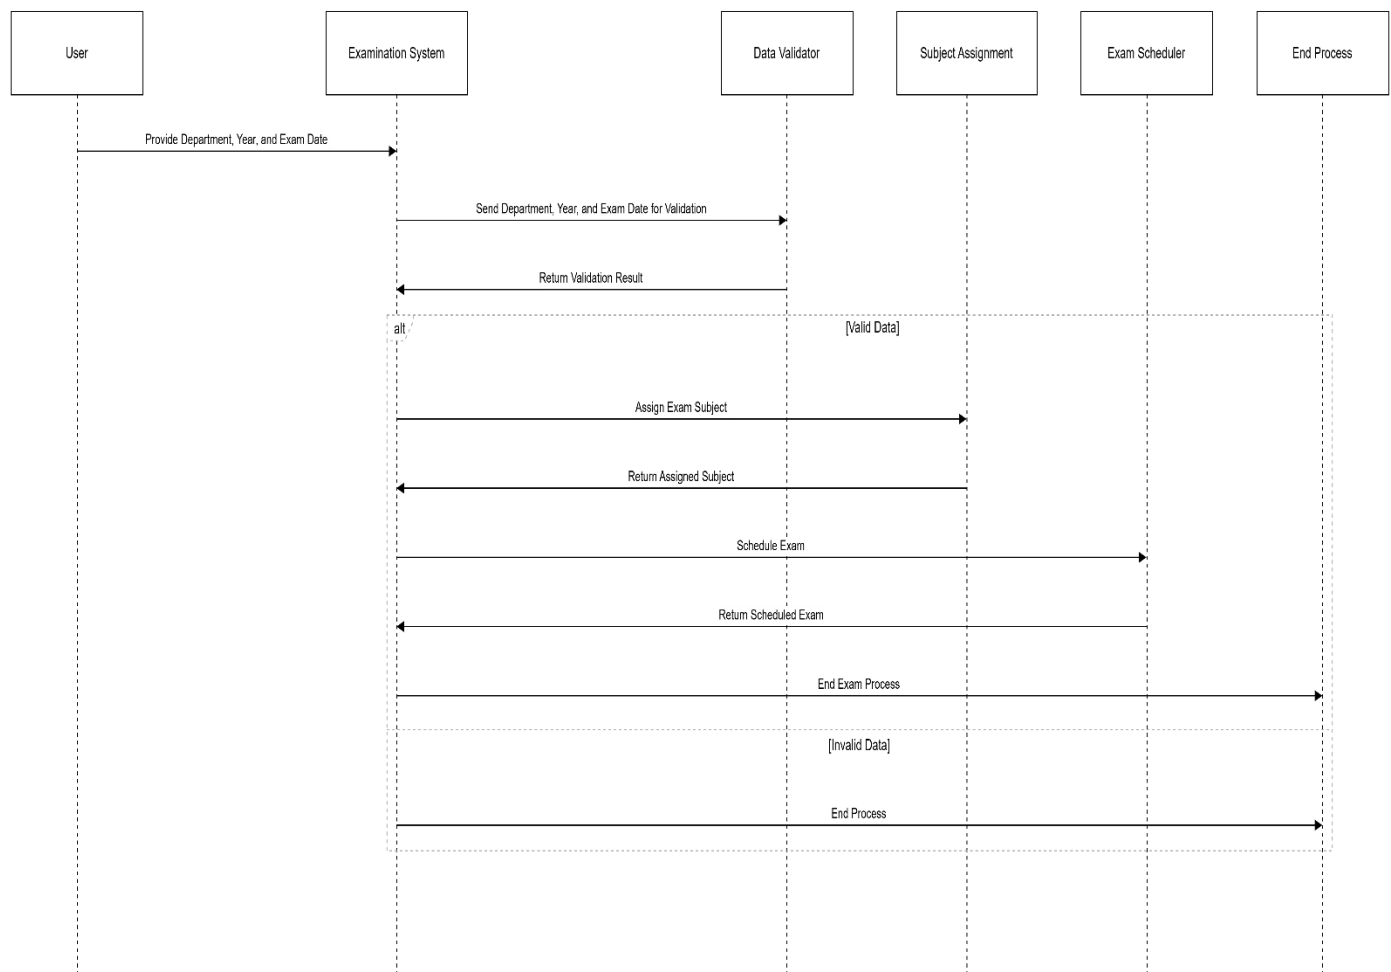 User
Examination System
Data Validator
Subject Assignment
Exam Scheduler
End Process
Provide Department, Year, and Exam Date
Send Department, Year, and Exam Date for Validation
Return Validation Result
alt
[Valid Data]
Assign Exam Subject
Return Assigned Subject
Schedule Exam
Return Scheduled Exam
End Exam Process
[Invalid Data]
End Process